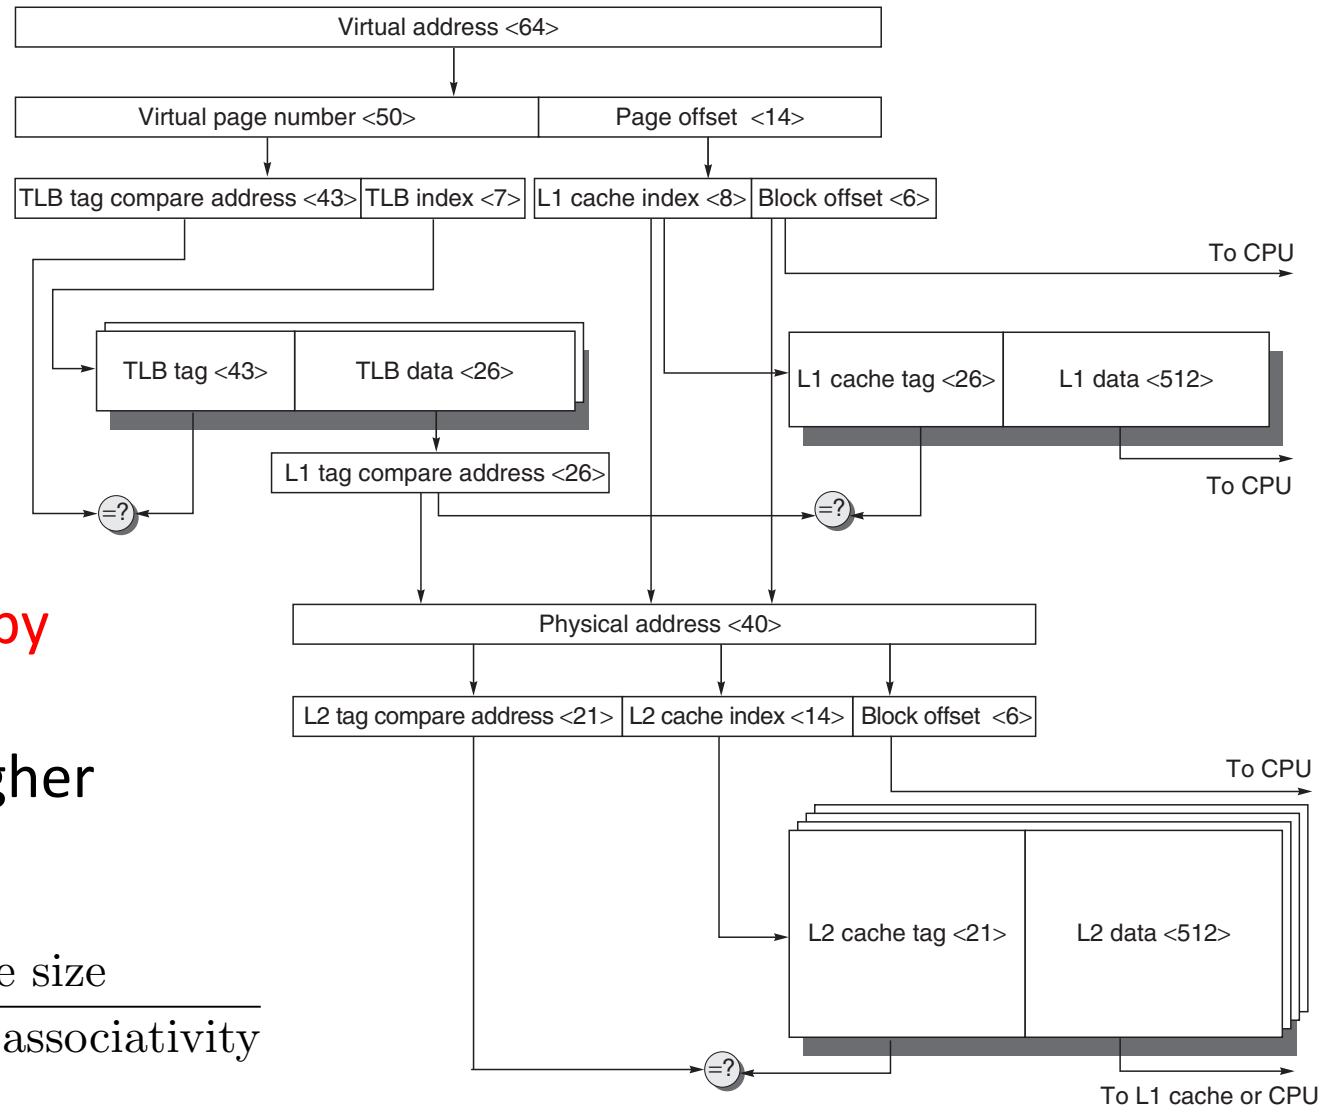 Virtual address <64>
Virtual page number <50> Page offset <14>
TLB tag compare address <43> TLB index <7> L1 cache index <8> Block offset <6>
To CPU
TLB tag <43> TLB data <26>
L1 cache tag <26> L1 data <512>
L1 tag compare address <26>
To CPU
=? =?
by
Physical address <40>
L2 tag compare address <21> L2 cache index <14> Block offset <6>
gher
To CPU
L2 cache tag <21> L2 data <512>
e size
associativity
=?
To L1 cache or CPU